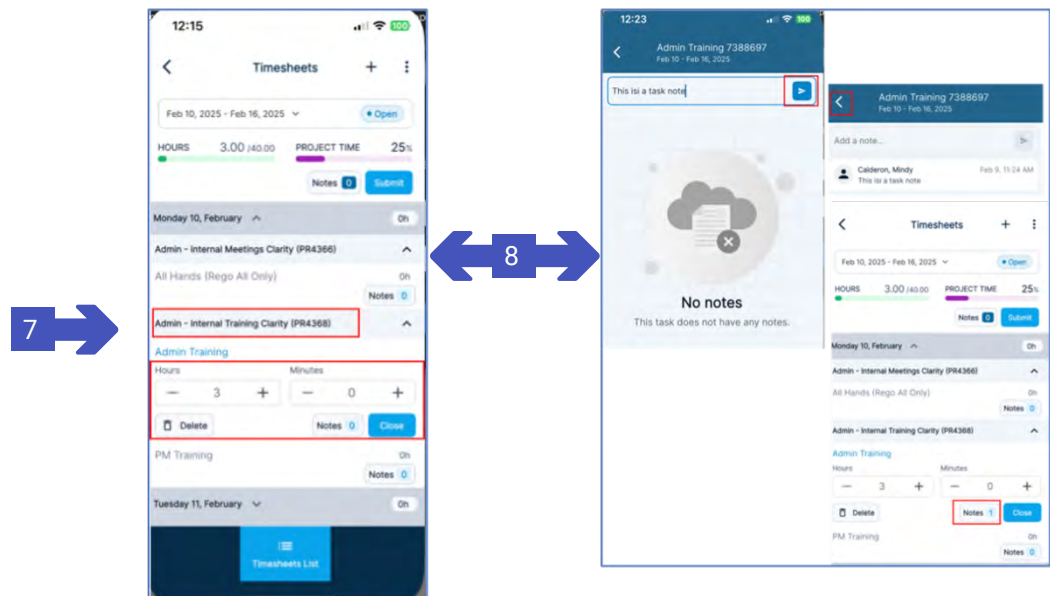 7
12:15
100
Timesheets
Feb 10, 2025 - Feb 16, 2025
Open
HOURS 3.00 /40.00 PROJECT TIME 25%
Notes 0 Submit
Monday 10, February 0h
Admin - Internal Meetings Clarity (PR4366)
All Hands (Rego All Only) 0h
Notes 0
Admin - Internal Training Clarity (PR4368)
Admin Training
Hours Minutes
— 3 + — 0 +
Delete Notes 0 Close
PM Training 0h
Notes 0
Tuesday 11, February 0h
Timesheets List
8
12:23
100
Admin Training 7388697
Feb 10 - Feb 16, 2025
This isi a task note
No notes
This task does not have any notes.
Admin Training 7388697
Feb 10 - Feb 16, 2025
Add a note...
Calderon, Mindy Feb 9, 11:24 AM
This isi a task note
Timesheets
Feb 10, 2025 - Feb 16, 2025
Open
HOURS 3.00 /40.00 PROJECT TIME 25%
Notes 0 Submit
Monday 10, February 0h
Admin - Internal Meetings Clarity (PR4366)
All Hands (Rego All Only) 0h
Notes 0
Admin - Internal Training Clarity (PR4368)
Admin Training
Hours Minutes
— 3 + — 0 +
Delete Notes 1 Close
PM Training 0h
Notes 0